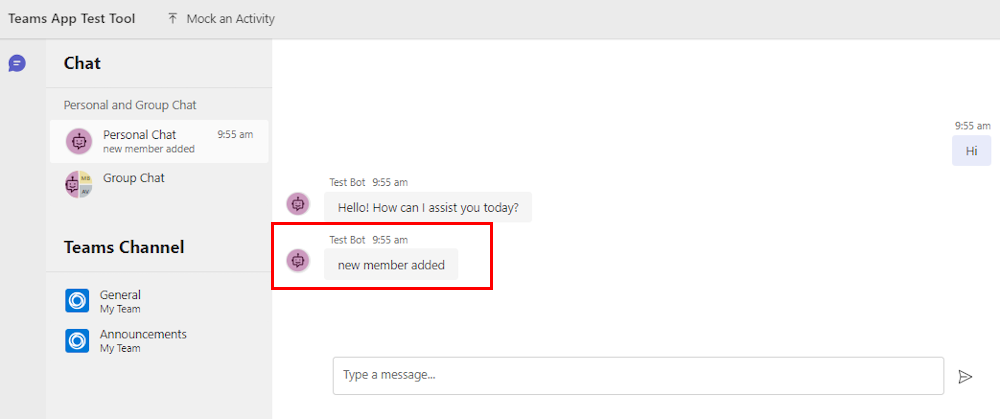 Teams App Test Tool
Mock an Activity
Chat
Personal and Group Chat
Personal Chat 9:55 am
new member added
Group Chat
Teams Channel
General
My Team
Announcements
My Team
9:55 am
Hi
Test Bot 9:55 am
Hello! How can I assist you today?
Test Bot 9:55 am
new member added
Type a message...